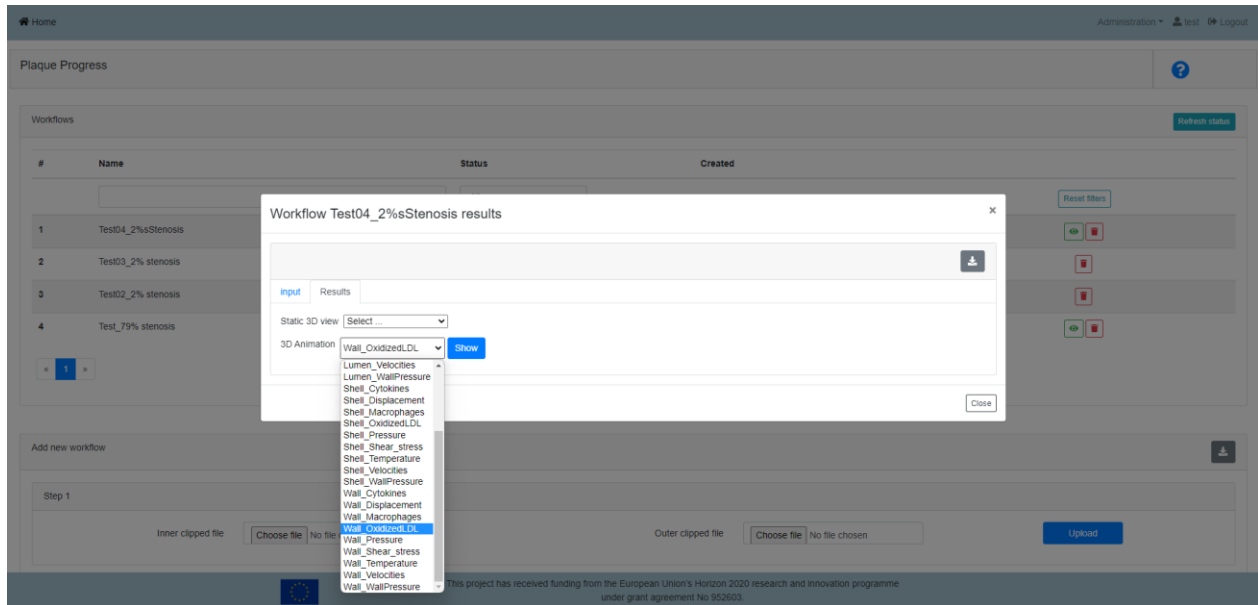 Home
Administration test Logout
Plaque Progress
Workflows
Refresh status
# Name Status Created
Reset filters
Workflow Test04_2%sStenosis results ×
1 Test04_2%sStenosis
2 Test03_2% stenosis
3 Test02_2% stenosis
4 Test_79% stenosis
« 1 »
input Results
Static 3D view Select ...
3D Animation Wall_OxidizedLDL Show
Lumen_Velocities
Lumen_WallPressure
Shell_Cytokines
Shell_Displacement
Shell_Macrophages
Shell_OxidizedLDL
Shell_Pressure
Shell_Shear_stress
Shell_Temperature
Shell_Velocities
Shell_WallPressure
Wall_Cytokines
Wall_Displacement
Wall_Macrophages
Wall_OxidizedLDL
Wall_Pressure
Wall_Shear_stress
Wall_Temperature
Wall_Velocities
Wall_WallPressure
Close
Add new workflow
Step 1
Inner clipped file Choose file No file
Outer clipped file Choose file No file chosen
Upload
This project has received funding from the European Union's Horizon 2020 research and innovation programme
under grant agreement No 952603.